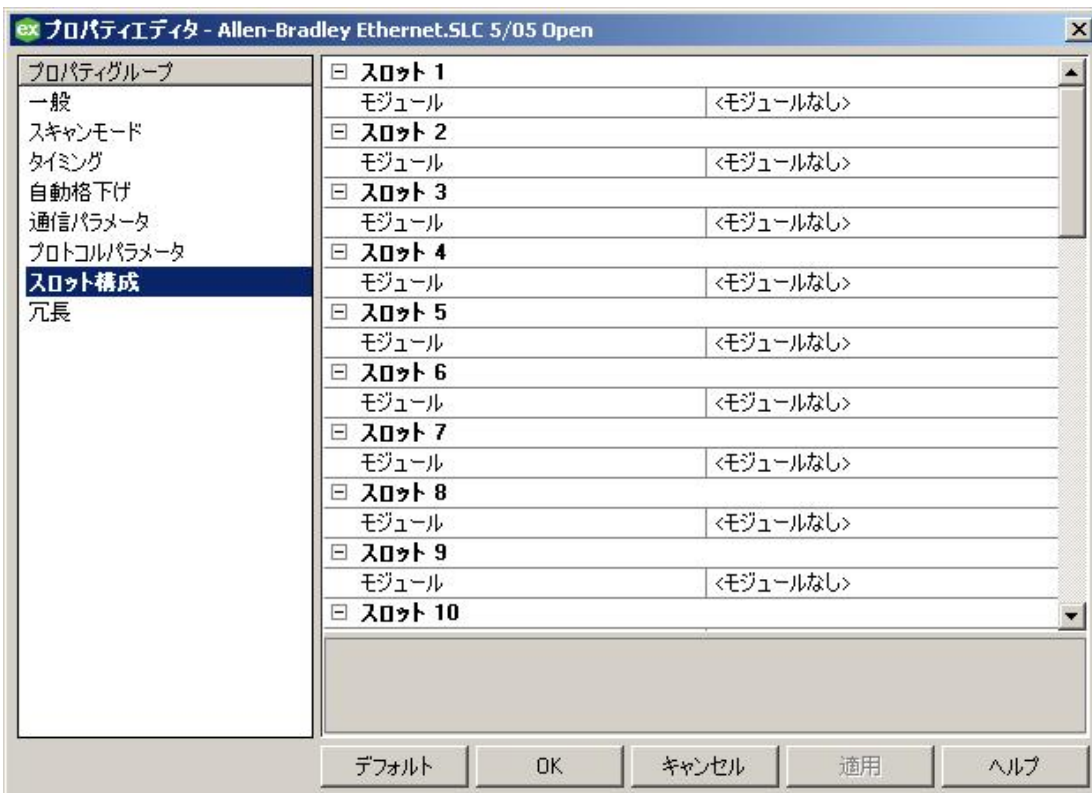 ex プロパティエディタ - Allen-Bradley Ethernet.SLC 5/05 Open
プロパティグループ
一般
スキャンモード
タイミング
自動格下げ
通信パラメータ
プロトコルパラメータ
スロット構成
冗長
スロット 1
モジュール <モジュールなし>
スロット 2
モジュール <モジュールなし>
スロット 3
モジュール <モジュールなし>
スロット 4
モジュール <モジュールなし>
スロット 5
モジュール <モジュールなし>
スロット 6
モジュール <モジュールなし>
スロット 7
モジュール <モジュールなし>
スロット 8
モジュール <モジュールなし>
スロット 9
モジュール <モジュールなし>
スロット 10
デフォルト OK キャンセル 適用 ヘルプ